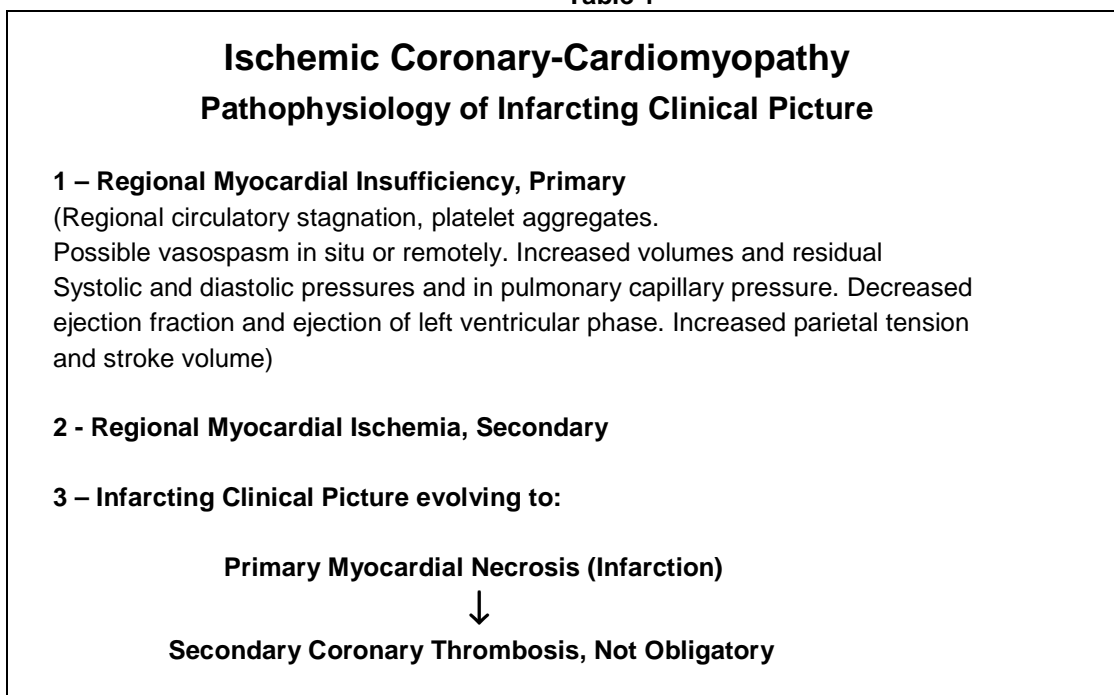 Table 1
Ischemic Coronary-Cardiomyopathy
Pathophysiology of Infarcting Clinical Picture
1 – Regional Myocardial Insufficiency, Primary
(Regional circulatory stagnation, platelet aggregates.
Possible vasospasm in situ or remotely. Increased volumes and residual
Systolic and diastolic pressures and in pulmonary capillary pressure. Decreased
ejection fraction and ejection of left ventricular phase. Increased parietal tension
and stroke volume)
2 - Regional Myocardial Ischemia, Secondary
3 – Infarcting Clinical Picture evolving to:
Primary Myocardial Necrosis (Infarction)
↓
Secondary Coronary Thrombosis, Not Obligatory